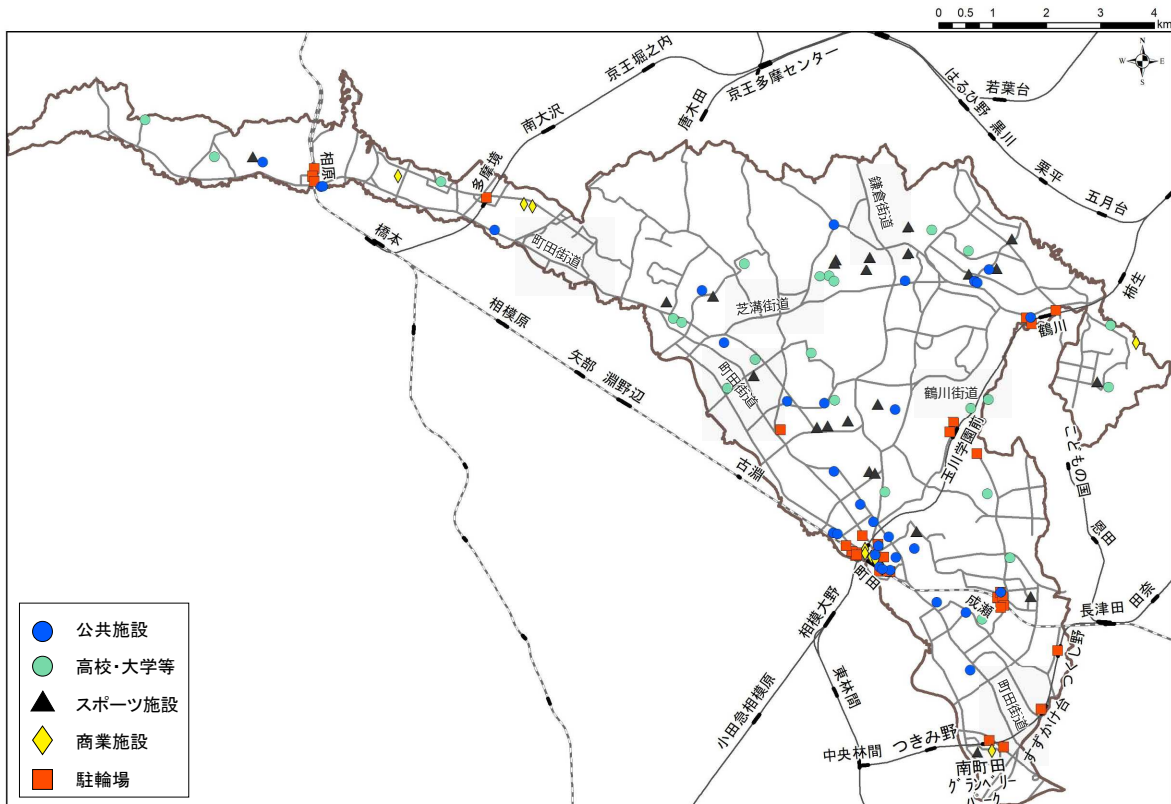 0 0.5 1 2 3 4
km
N
W E
S
京王堀之内
京王多摩センター
若葉台
はるひ野
黒川
唐木田
南大沢
栗平
五月台
多摩境
相原
鎌倉街道
橋本
町田街道
柿生
芝溝街道
相模原
鶴川
矢部
淵野辺
町田街道
鶴川街道
玉川学園前
こどもの国
古淵
恩田
町田
成瀬
相模大野
長津田
田奈
つくし野
東林間
町田街道
すずかけ台
小田急相模原
つきみ野
中央林間
南町田
グランベリー
パーク
公共施設
高校・大学等
スポーツ施設
商業施設
駐輪場